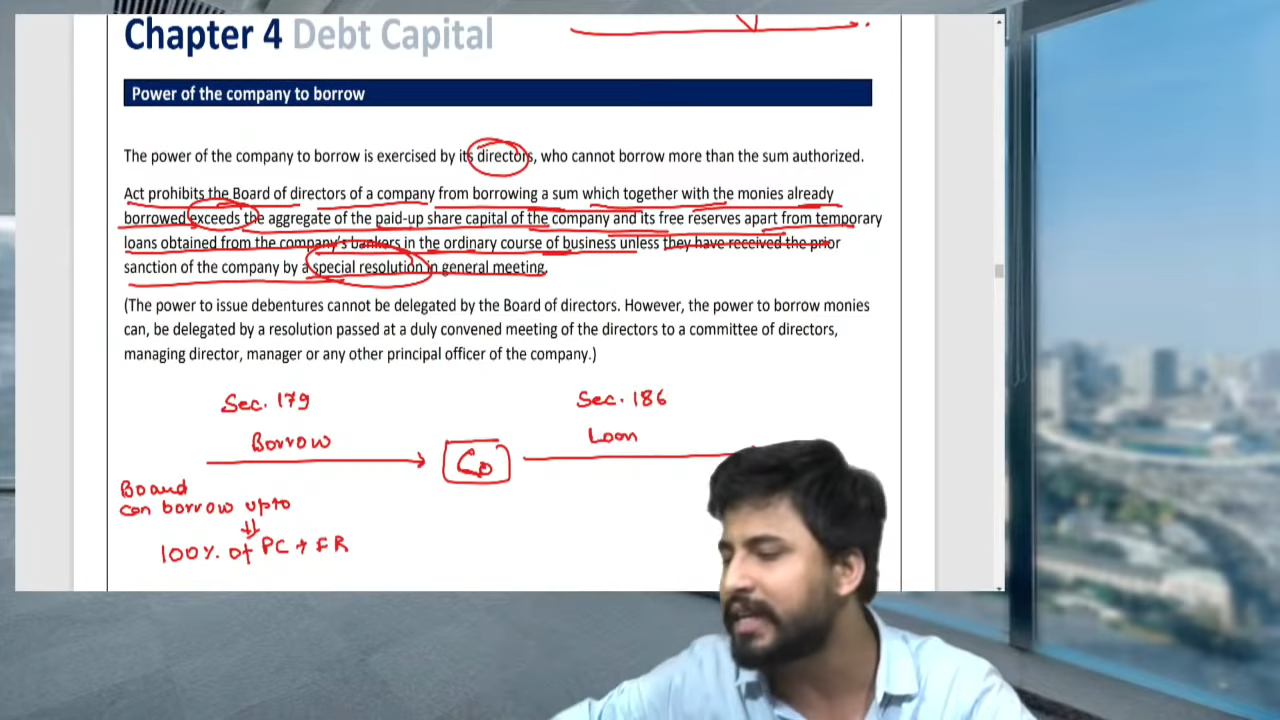 Chapter 4 Debt Capital
Power of the company to borrow
The power of the company to borrow is exercised by its directors, who cannot borrow more than the sum authorized.
Act prohibits the Board of directors of a company from borrowing a sum which together with the monies already
borrowed exceeds the aggregate of the paid-up share capital of the company and its free reserves apart from temporary
loans obtained from the company's bankers in the ordinary course of business unless they have received the prior
sanction of the company by a special resolution in general meeting.
(The power to issue debentures cannot be delegated by the Board of directors. However, the power to borrow monies
can, be delegated by a resolution passed at a duly convened meeting of the directors to a committee of directors,
managing director, manager or any other principal officer of the company.)
Sec. 179
Sec. 186
Borrow
Loan
Co
Board
can borrow upto
100% of PC + FR